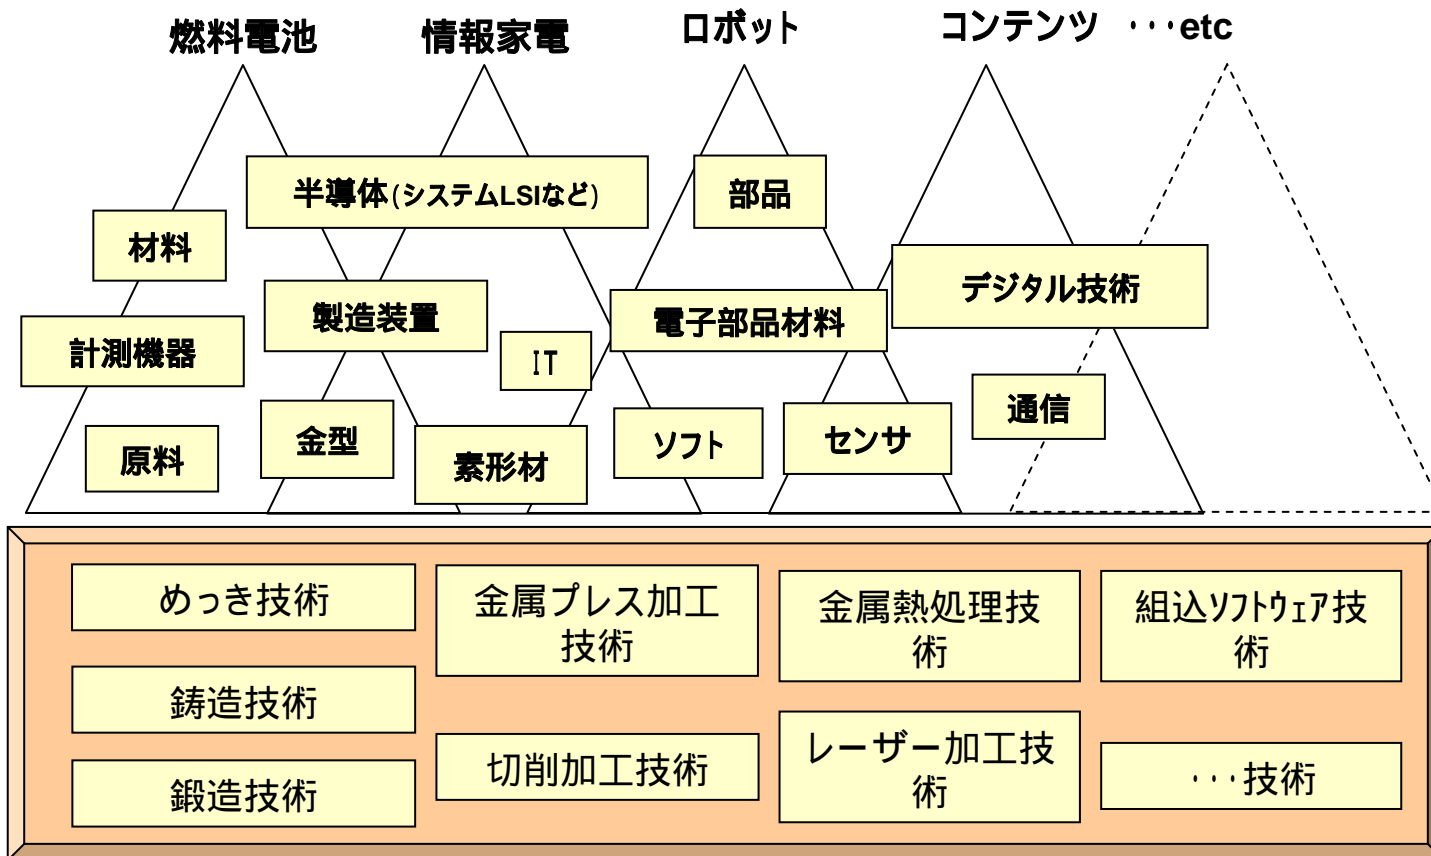 燃料電池
情報家電
ロボット
コンテンツ ・・・etc
半導体(システムLSIなど)
部品
材料
デジタル技術
製造装置
電子部品材料
計測機器
IT
通信
金型
ソフト
センサ
原料
素形材
めっき技術
金属プレス加工
技術
金属熱処理技
術
組込ソフトウェア技
術
鋳造技術
切削加工技術
レーザー加工技
術
・・・技術
鍛造技術